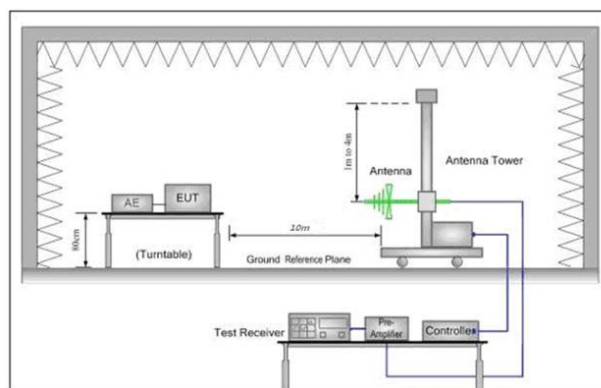 1m to 4m
Antenna
Antenna Tower
AE
EUT
80cm
(Turntable)
10m
Ground Reference Plane
Test Receiver
Pre-
Amplifier
Controller